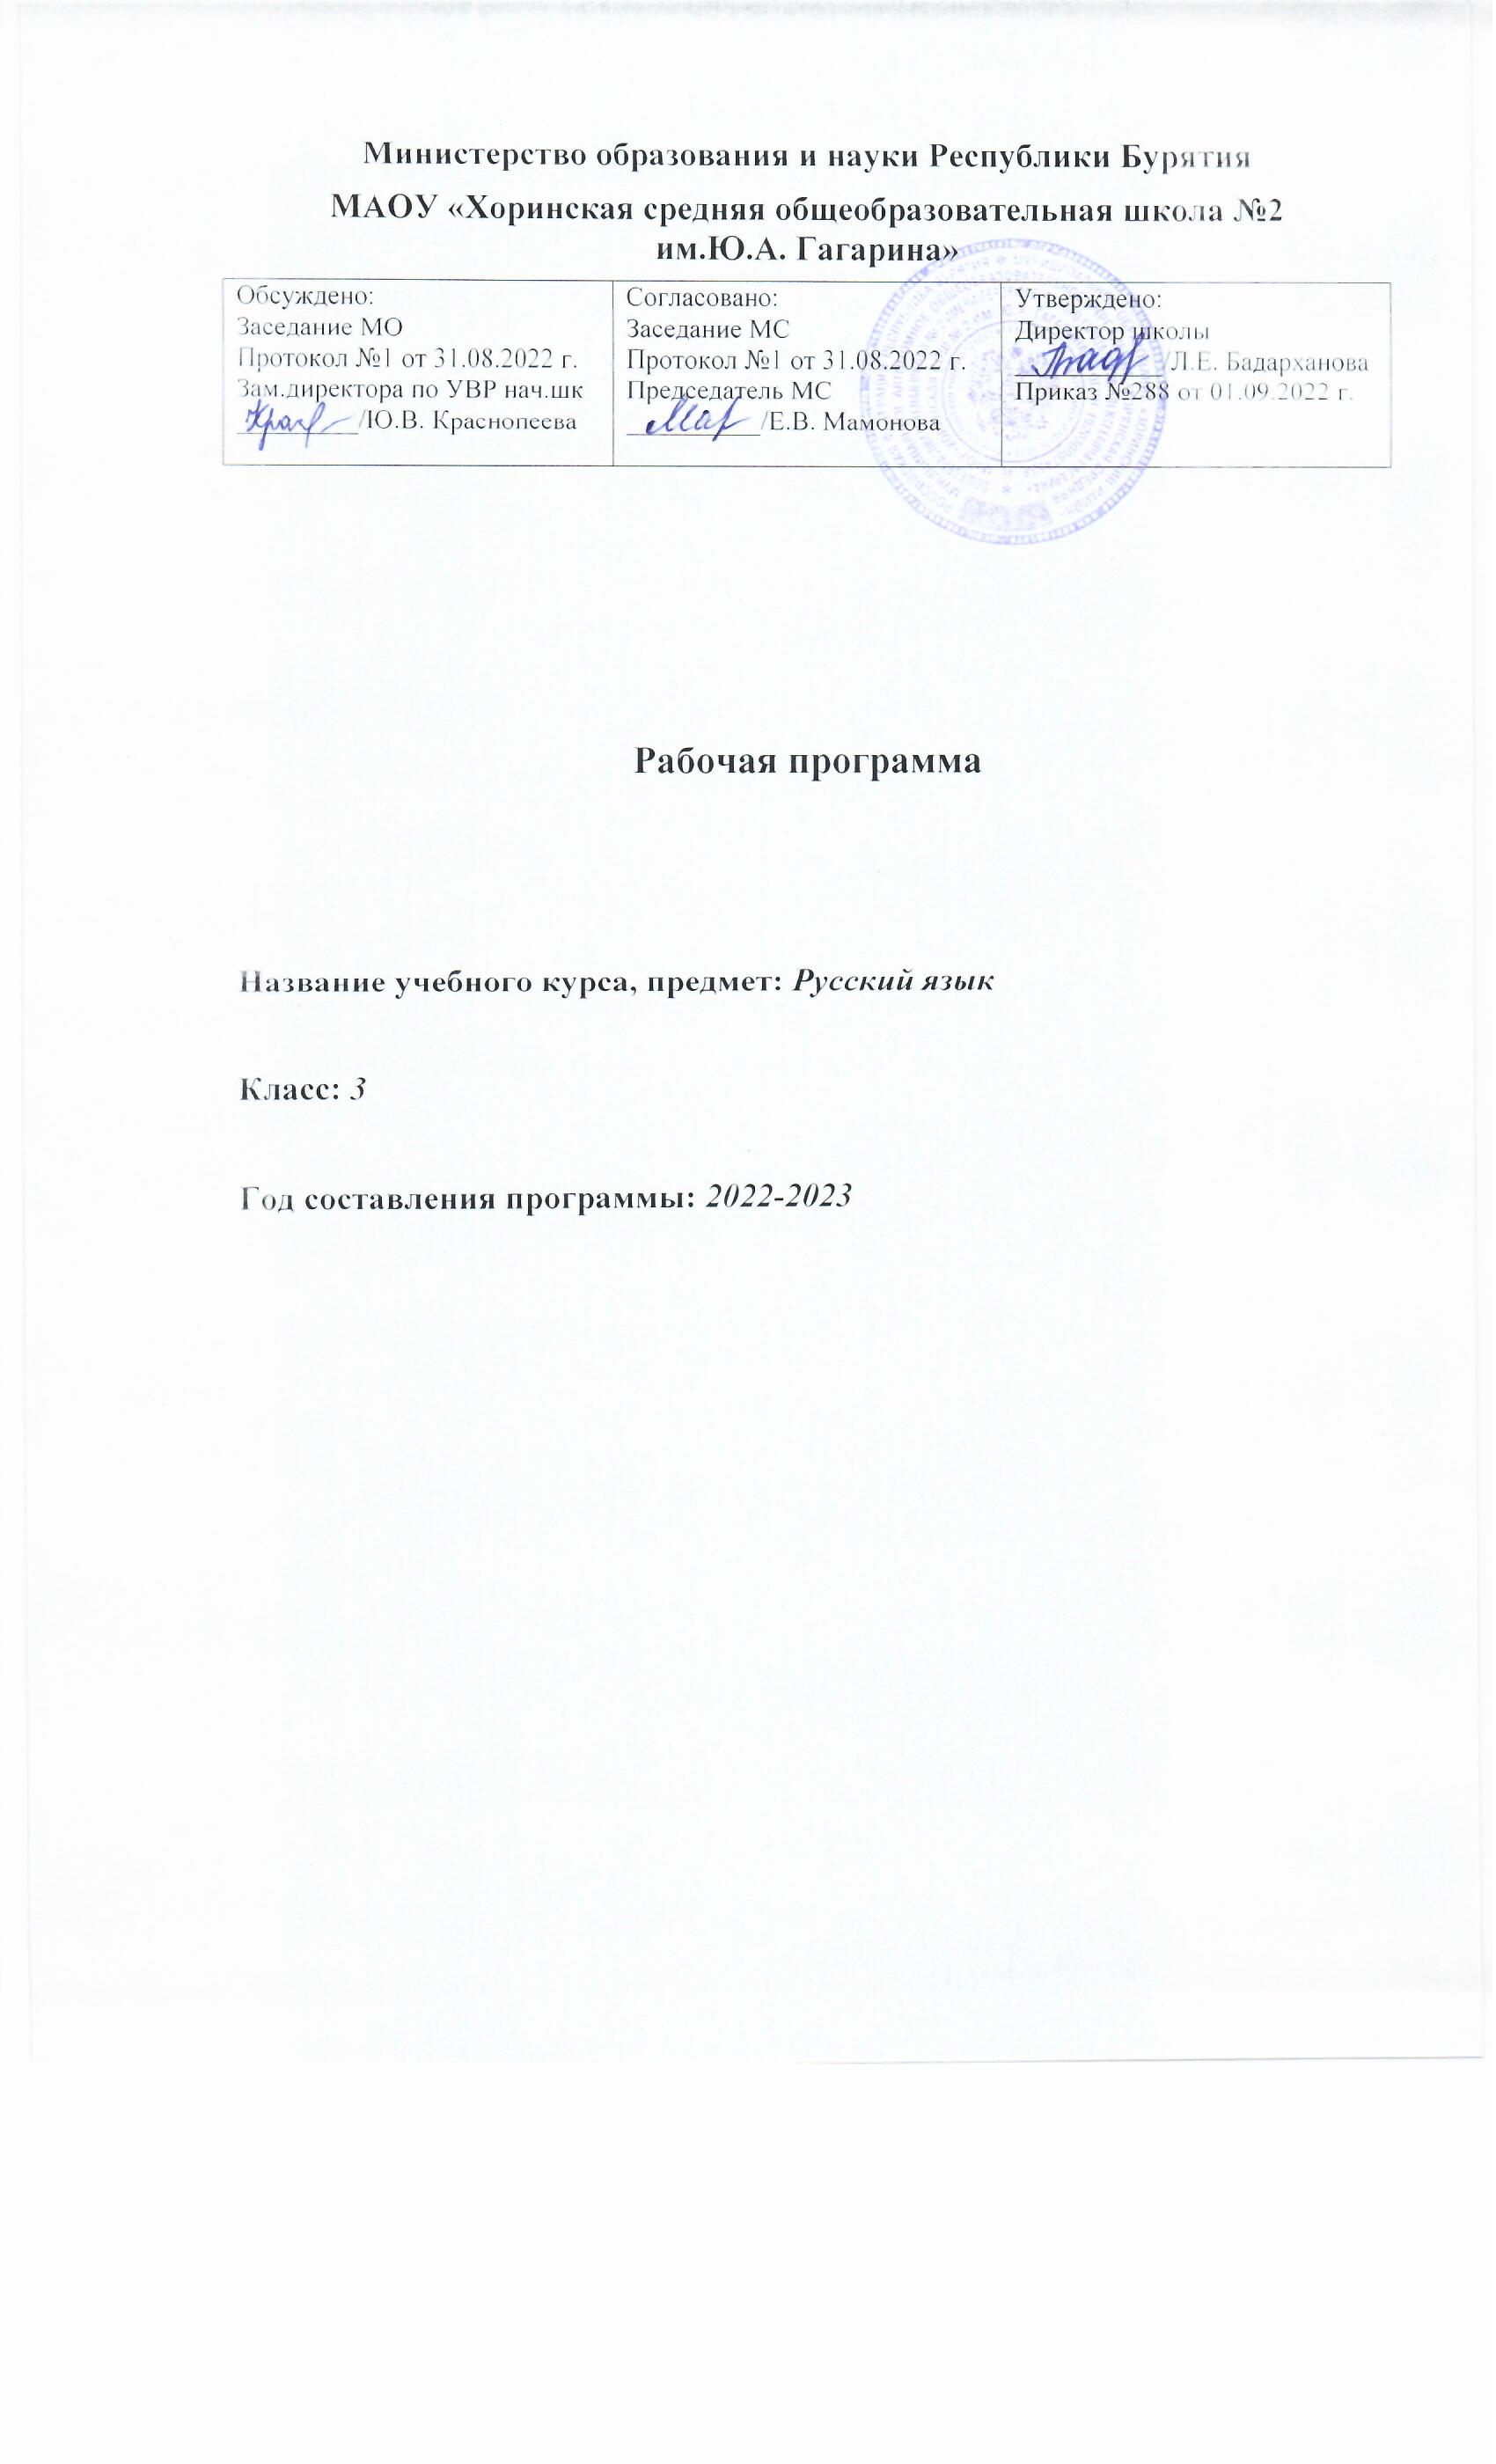 Министерство образования и науки Республики Бурятия
МАОУ «Хоринская средняя общеобразовательная школа №2
им.Ю.А. Гагарина»
Обсуждено:
Заседание МО
Протокол №1 от 31.08.2022 г.
Зам.директора по УВР нач.шк
/Ю.В. Краснопеева
Согласовано:
Заседание МС
Протокол №1 от 31.08.2022 г.
Председатель МС
/Е.В. Мамонова
Утверждено:
Директор школы
/Л.Е. Бадарханова
Приказ №288 от 01.09.2022 г.
Рабочая программа
Название учебного курса, предмет: Русский язык
Класс: 3
Год составления программы: 2022-2023